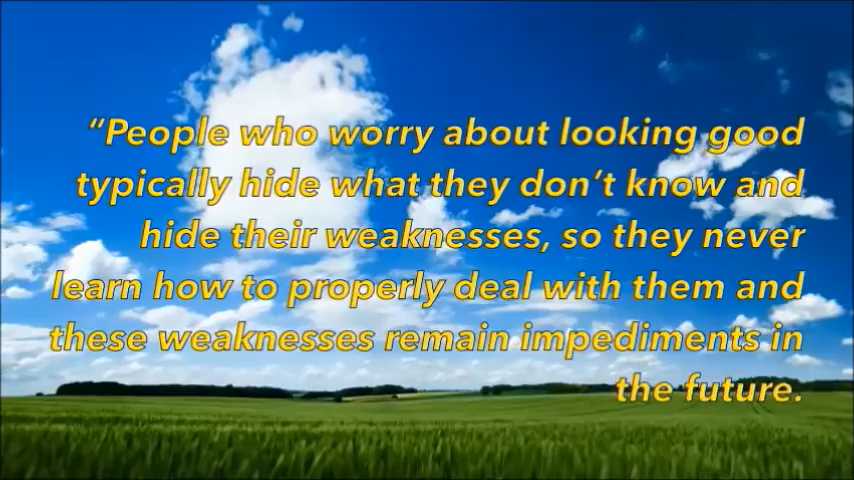 “People who worry about looking good
typically hide what they don’t know and
hide their weaknesses, so they never
learn how to properly deal with them and
these weaknesses remain impediments in
the future.